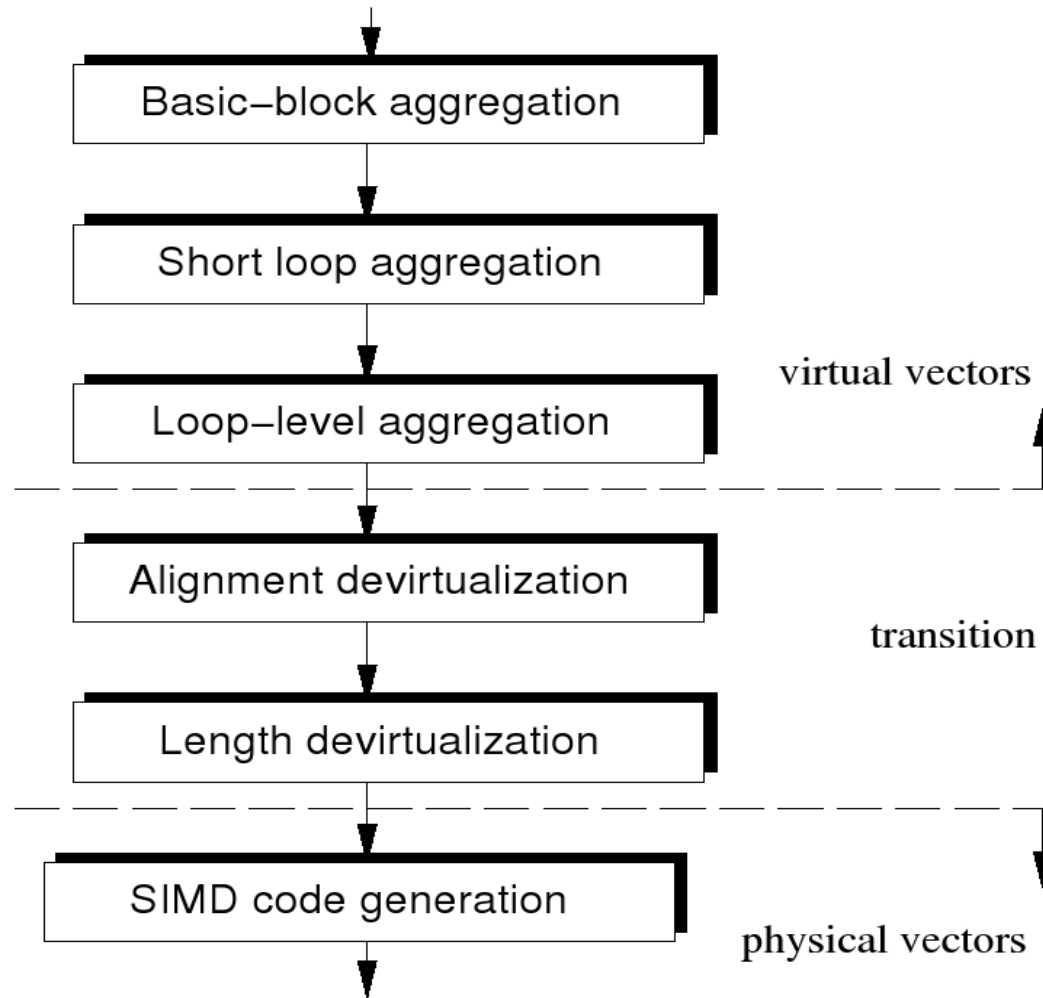 Basic–block aggregation
Short loop aggregation
Loop–level aggregation
virtual vectors
Alignment devirtualization
transition
Length devirtualization
SIMD code generation
physical vectors